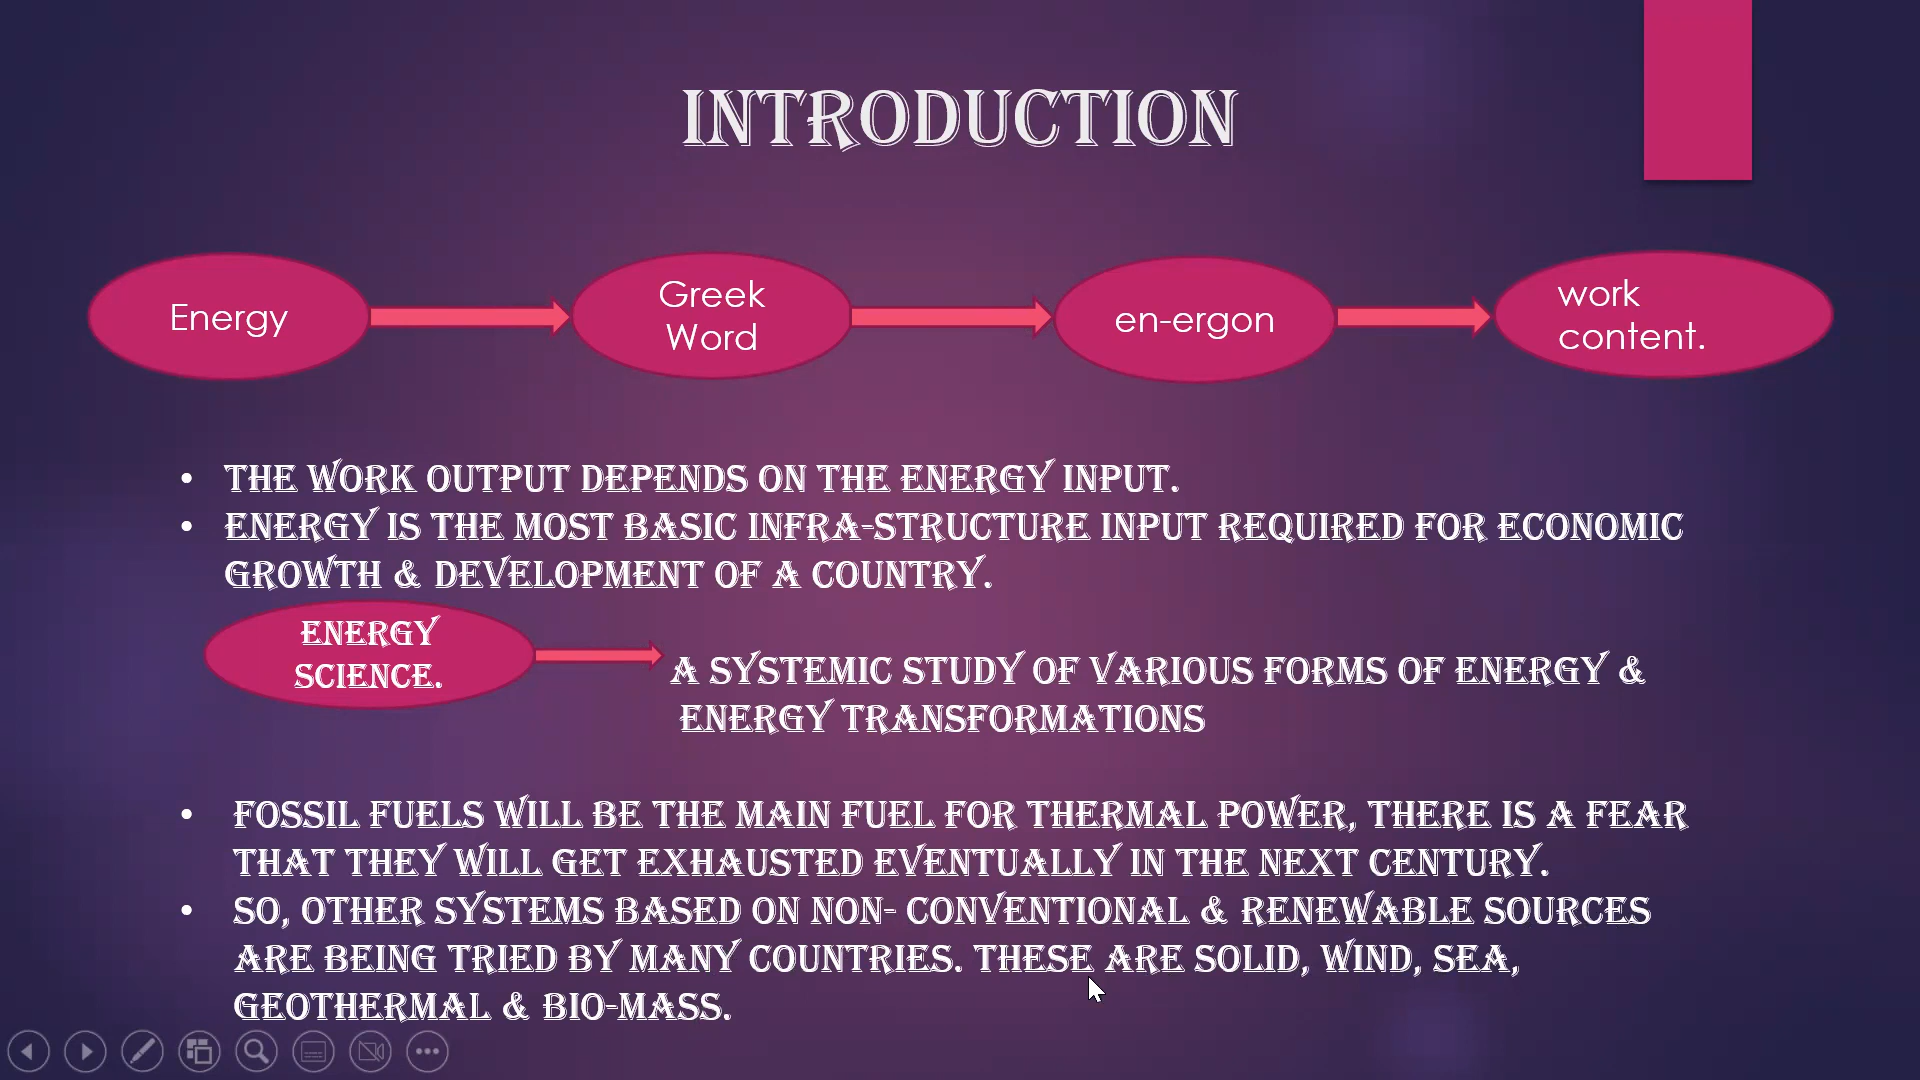 INTRODUCTION
Energy
Greek
Word
en-ergon
work
content.
• THE WORK OUTPUT DEPENDS ON THE ENERGY INPUT.
• ENERGY IS THE MOST BASIC INFRA-STRUCTURE INPUT REQUIRED FOR ECONOMIC
GROWTH & DEVELOPMENT OF A COUNTRY.
ENERGY
SCIENCE.
A SYSTEMIC STUDY OF VARIOUS FORMS OF ENERGY &
ENERGY TRANSFORMATIONS
• FOSSIL FUELS WILL BE THE MAIN FUEL FOR THERMAL POWER, THERE IS A FEAR
THAT THEY WILL GET EXHAUSTED EVENTUALLY IN THE NEXT CENTURY.
• SO, OTHER SYSTEMS BASED ON NON- CONVENTIONAL & RENEWABLE SOURCES
ARE BEING TRIED BY MANY COUNTRIES. THESE ARE SOLID, WIND, SEA,
GEOTHERMAL & BIO-MASS.